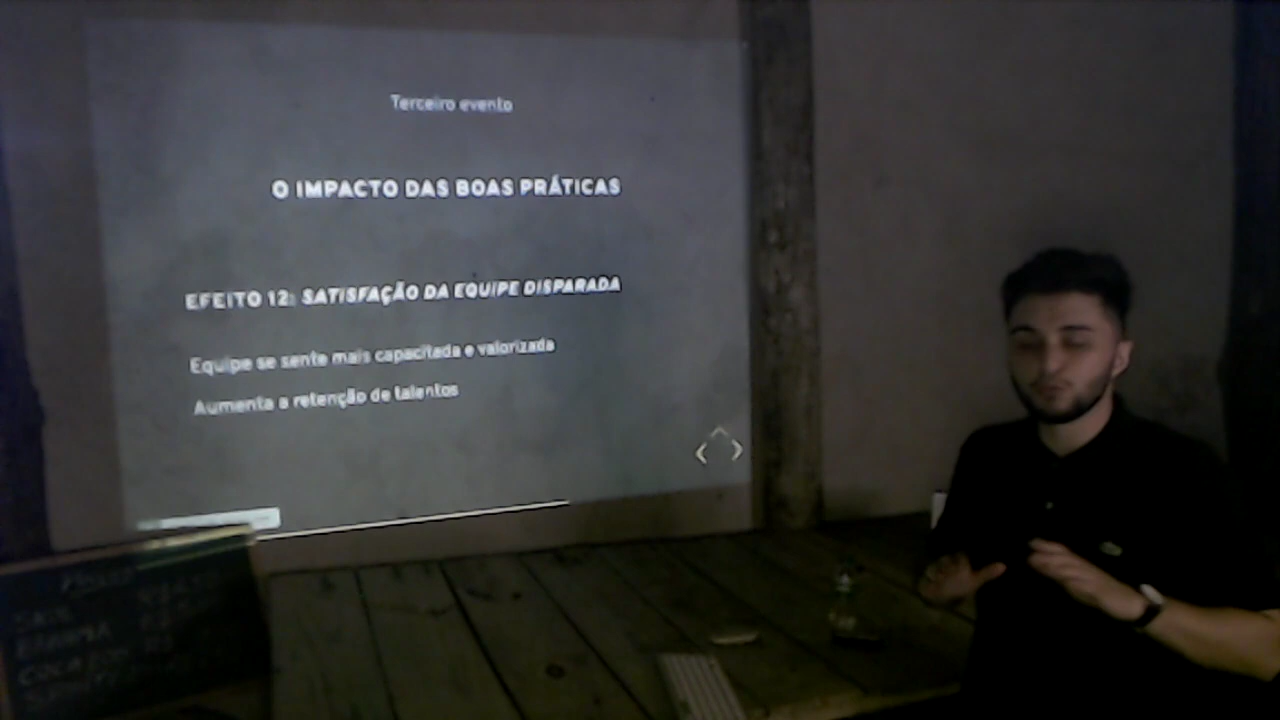 Terceiro evento
O IMPACTO DAS BOAS PRÁTICAS
EFEITO 12: SATISFAÇÃO DA EQUIPE DISPARADA
Equipe se sente mais capacitada e valorizada
Aumenta a retenção de talentos